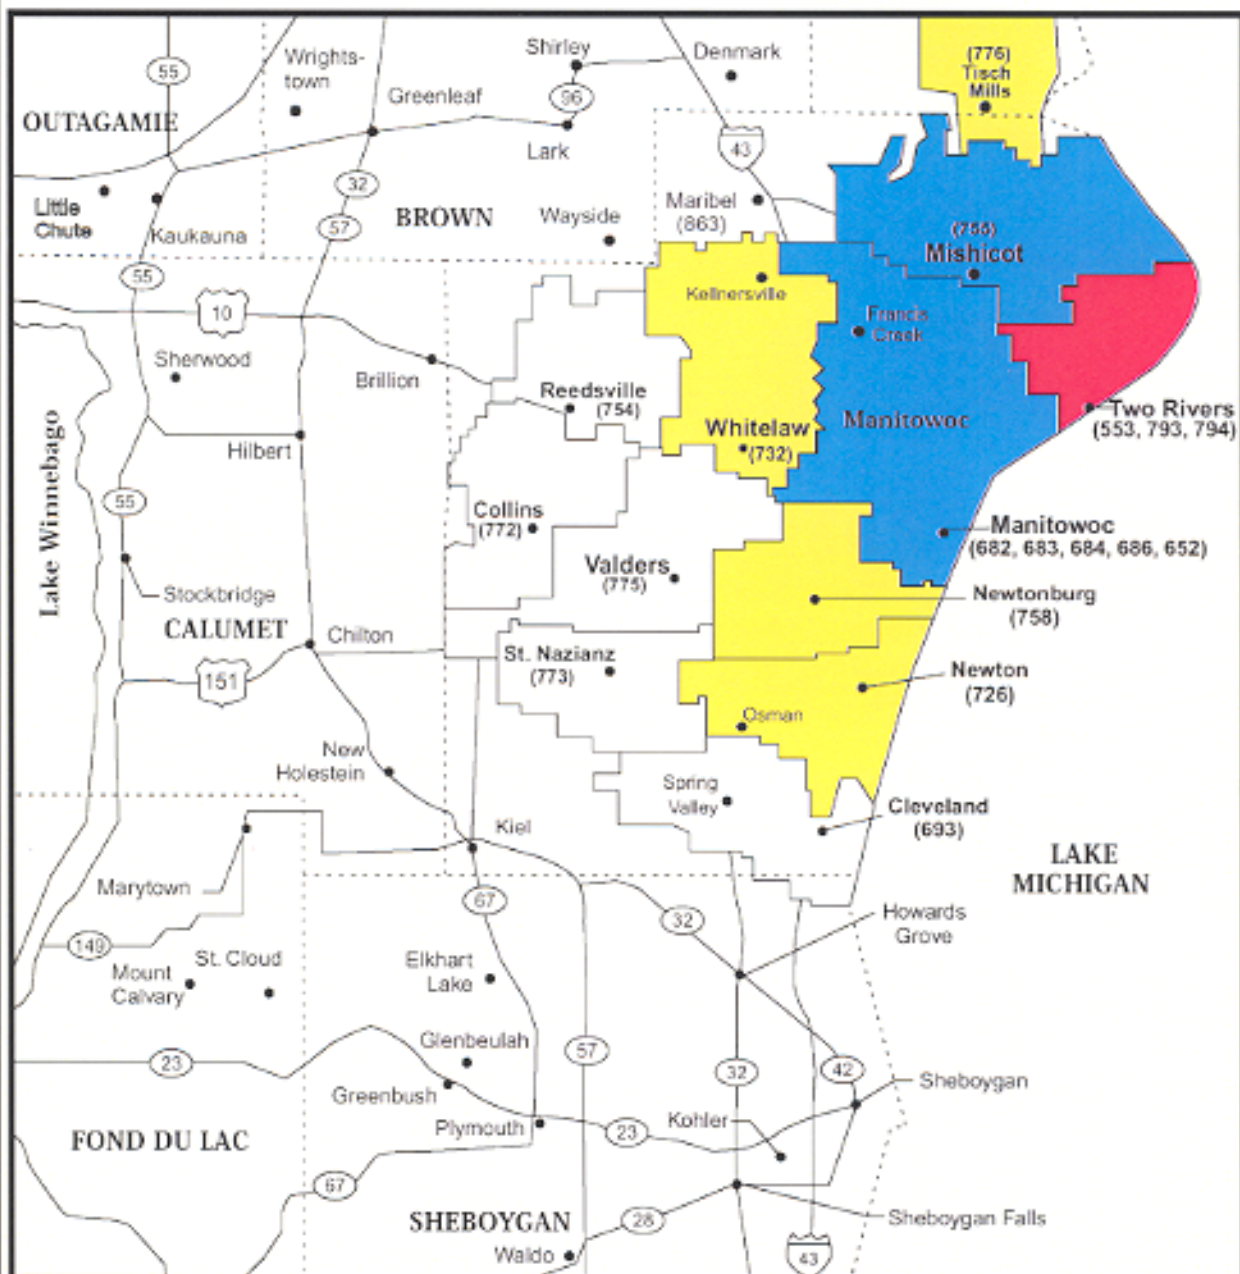 55
Wrights-
town
Shirley
Denmark
(776)
Tisch
Mills
OUTAGAMIE
Greenleaf
96
Lark
43
Little
Chute
Kaukauna
32
57
BROWN
Wayside
Maribel
(863)
(755)
Mishicot
55
10
Kellnersville
Francis
Creek
Sherwood
Brillion
Reedsville
(754)
Two Rivers
(553, 793, 794)
Lake Winnebago
Hilbert
Whitelaw
(732)
Manitowoc
55
Collins
(772)
Manitowoc
(682, 683, 684, 686, 652)
Valders
(775)
Stockbridge
Newtonburg
(758)
CALUMET
Chilton
St. Nazianz
(773)
Newton
(726)
151
Osman
New
Holestein
Spring
Valley
Cleveland
(693)
Kiel
LAKE
MICHIGAN
Marytown
67
32
Howards
Grove
149
St. Cloud
Mount
Calvary
Elkhart
Lake
Glenbeulah
23
57
32
42
Sheboygan
Greenbush
Plymouth
23
Kohler
FOND DU LAC
67
SHEBOYGAN
28
Sheboygan Falls
Waldo
43